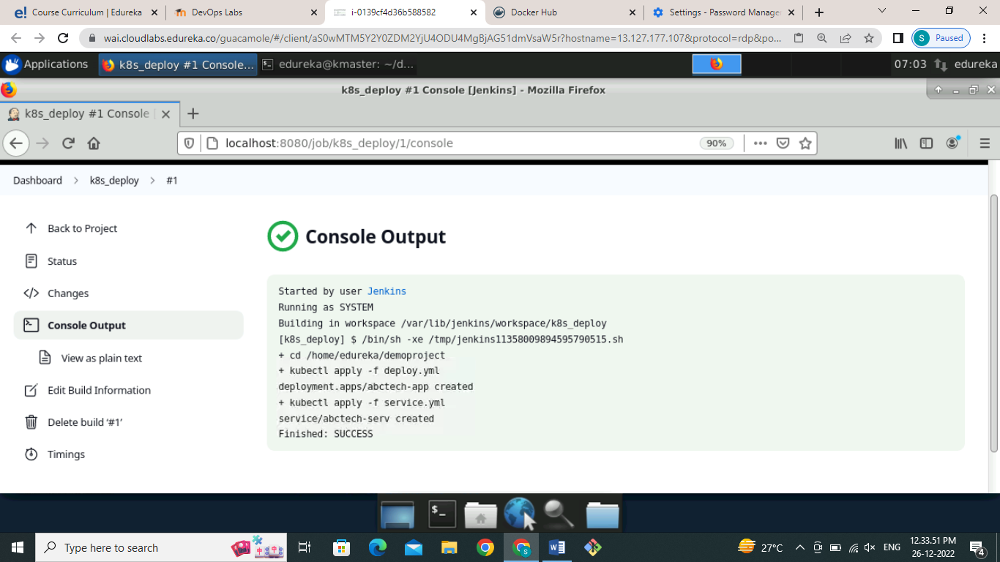 Course Curriculum | Edureka
DevOps Labs
i-0139cf4d36b588582
Docker Hub
Settings - Password Manage
wai.cloudlabs.edureka.co/guacamole/#/client/aS0wMTM5Y2Y0ZDM2YjU4ODU4MgBjAG51dmVsaW5r?hostname=13.127.177.107&protocol=rdp&po...
S Paused
Applications
k8s_deploy #1 Console...
edureka@kmaster: ~/d...
07:03
edureka
k8s_deploy #1 Console [Jenkins] - Mozilla Firefox
k8s_deploy #1 Console [
localhost:8080/job/k8s_deploy/1/console
90%
Dashboard > k8s_deploy > #1
Back to Project
Status
Changes
Console Output
View as plain text
Edit Build Information
Delete build ‘#1’
Timings
Console Output
Started by user Jenkins
Running as SYSTEM
Building in workspace /var/lib/jenkins/workspace/k8s_deploy
[k8s_deploy] $ /bin/sh -xe /tmp/jenkins11358009894595790515.sh
+ cd /home/edureka/demoproject
+ kubectl apply -f deploy.yml
deployment.apps/abctech-app created
+ kubectl apply -f service.yml
service/abctech-serv created
Finished: SUCCESS
Type here to search
27°C
ENG
12.33.51 PM
26-12-2022
4